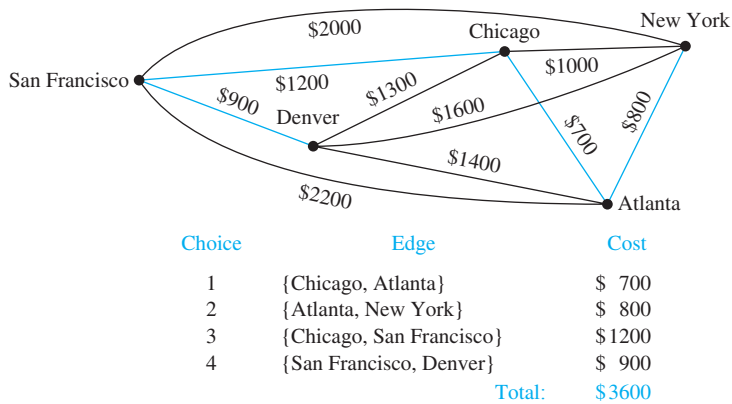 $2000
Chicago
New York
San Francisco
$1200
$1000
$900
$1300
Denver
$1600
$700
$800
$1400
$2200
Atlanta
Choice Edge Cost
1 {Chicago, Atlanta} $ 700
2 {Atlanta, New York} $ 800
3 {Chicago, San Francisco} $1200
4 {San Francisco, Denver} $ 900
Total: $3600